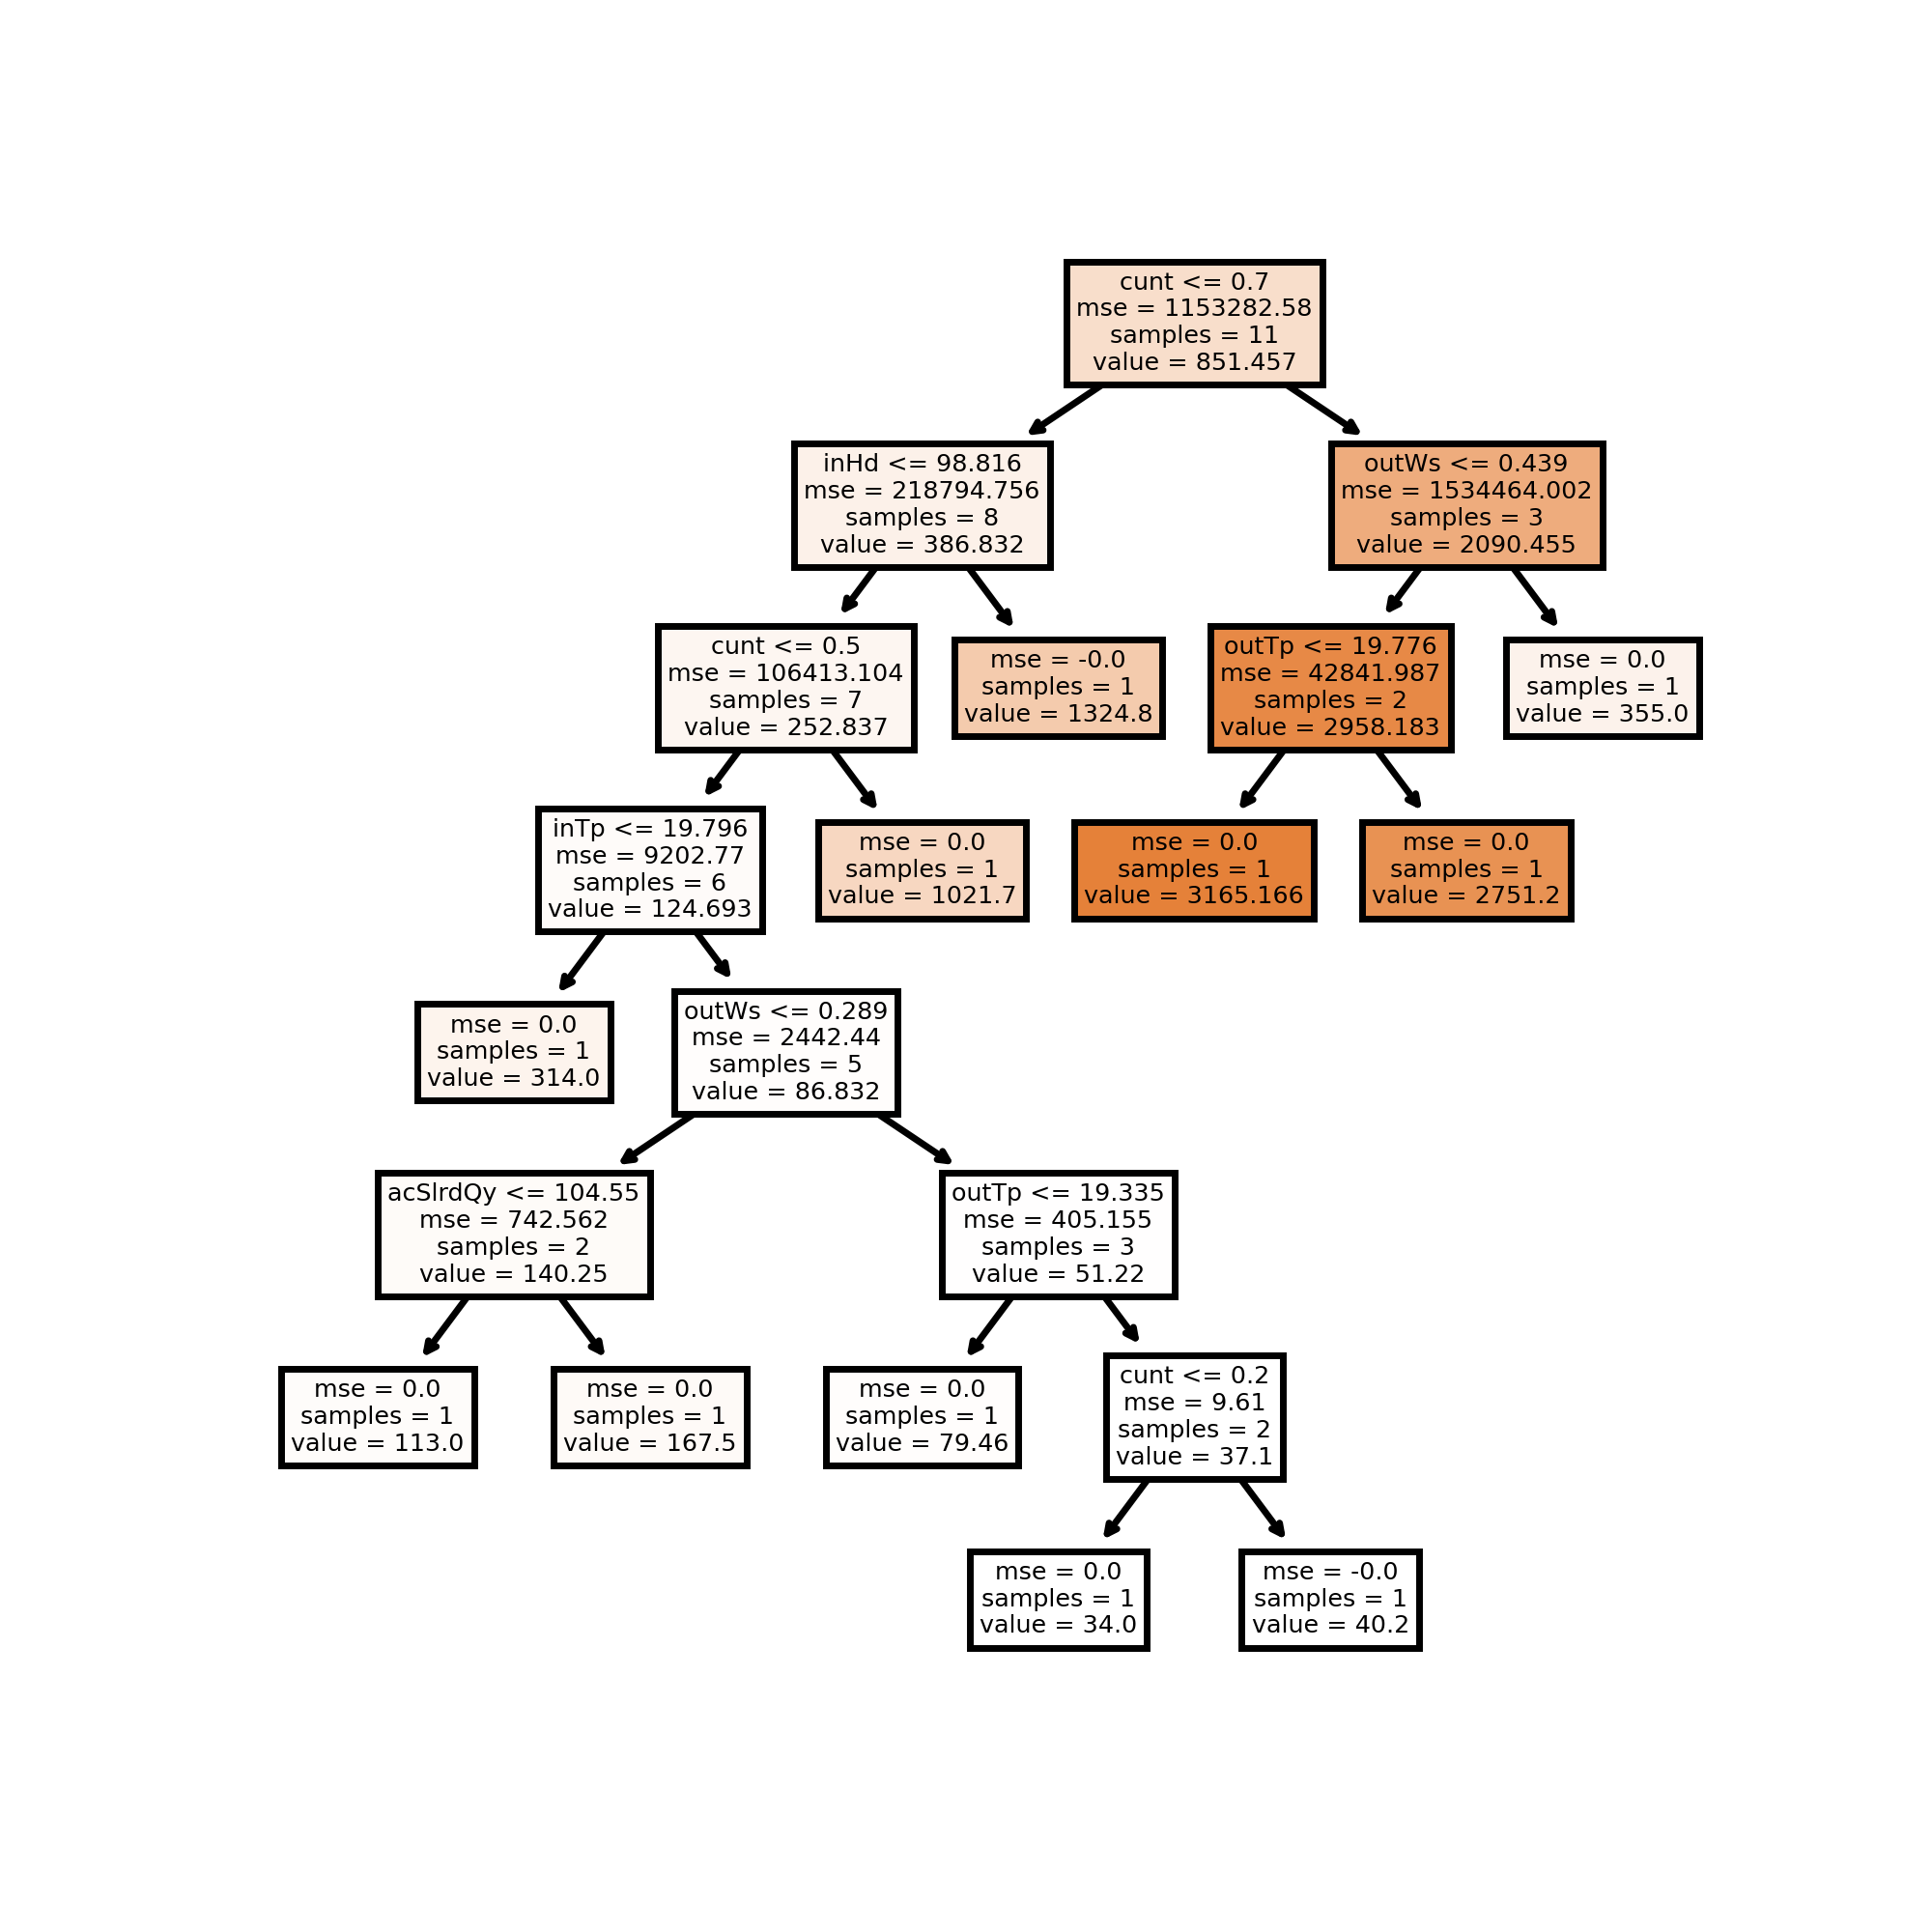 cunt <= 0.7
mse = 1153282.58
samples = 11
value = 851.457
inHd <= 98.816
mse = 218794.756
samples = 8
value = 386.832
outWs <= 0.439
mse = 1534464.002
samples = 3
value = 2090.455
cunt <= 0.5
mse = 106413.104
samples = 7
value = 252.837
mse = -0.0
samples = 1
value = 1324.8
outTp <= 19.776
mse = 42841.987
samples = 2
value = 2958.183
mse = 0.0
samples = 1
value = 355.0
inTp <= 19.796
mse = 9202.77
samples = 6
value = 124.693
mse = 0.0
samples = 1
value = 1021.7
mse = 0.0
samples = 1
value = 3165.166
mse = 0.0
samples = 1
value = 2751.2
mse = 0.0
samples = 1
value = 314.0
outWs <= 0.289
mse = 2442.44
samples = 5
value = 86.832
acSlrdQy <= 104.55
mse = 742.562
samples = 2
value = 140.25
outTp <= 19.335
mse = 405.155
samples = 3
value = 51.22
mse = 0.0
samples = 1
value = 113.0
mse = 0.0
samples = 1
value = 167.5
mse = 0.0
samples = 1
value = 79.46
cunt <= 0.2
mse = 9.61
samples = 2
value = 37.1
mse = 0.0
samples = 1
value = 34.0
mse = -0.0
samples = 1
value = 40.2